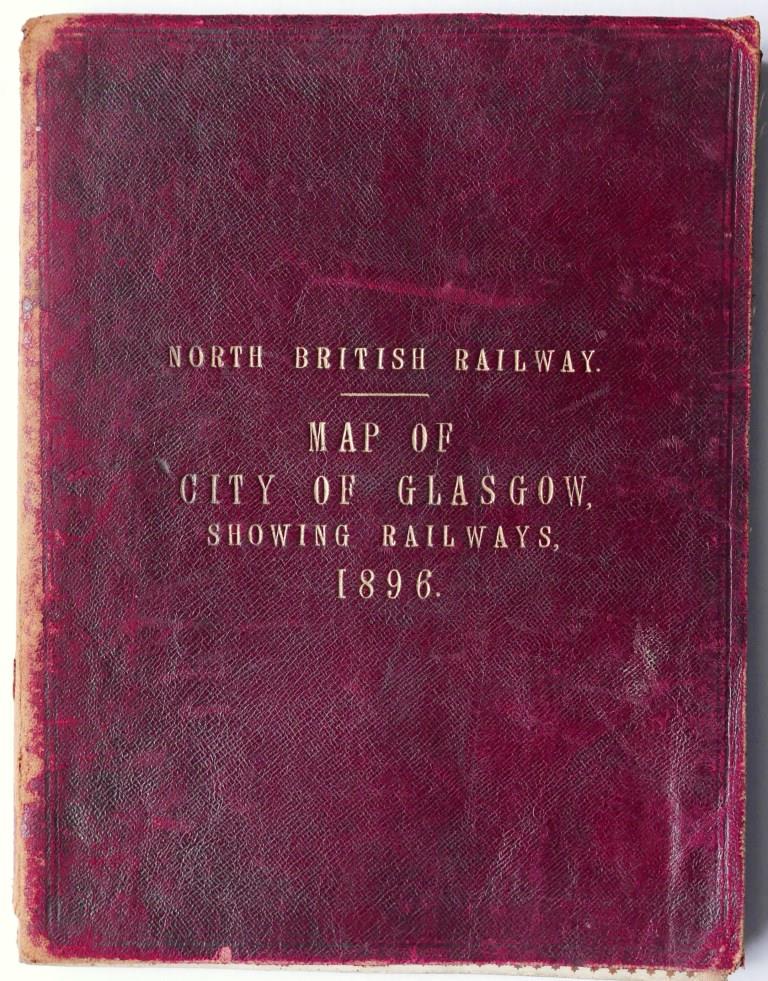 NORTH BRITISH RAILWAY.
MAP OF
CITY OF GLASGOW,
SHOWING RAILWAYS,
1896.